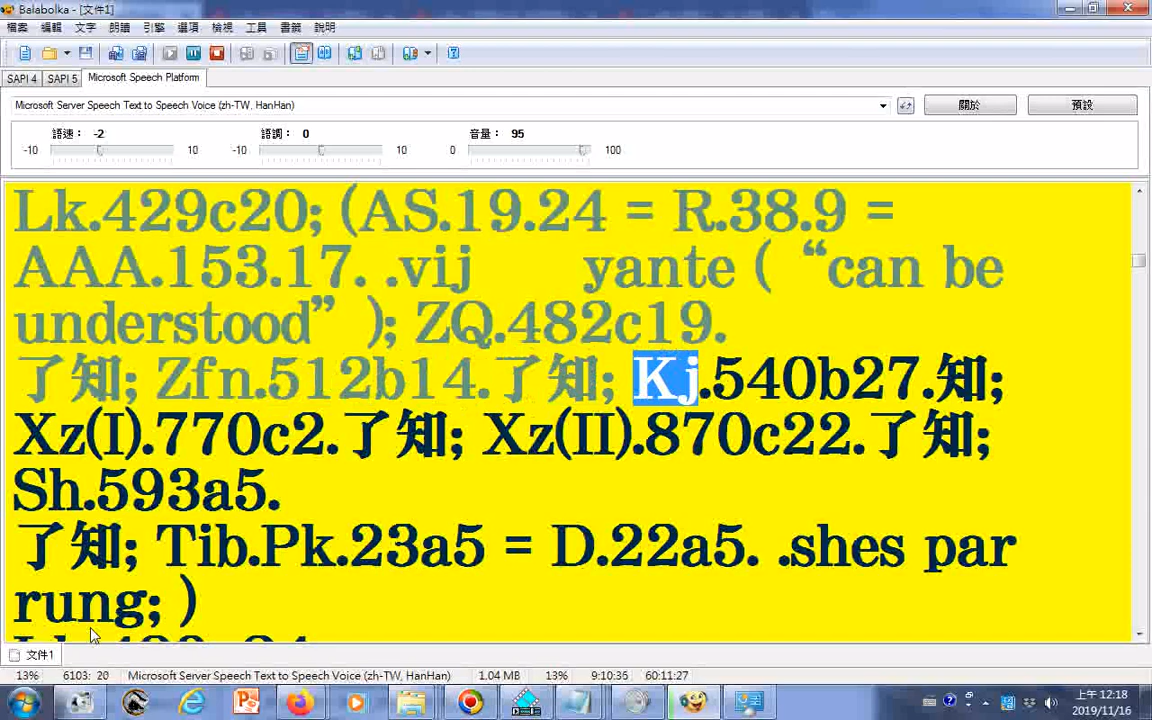 Balabolka - [文件1]
檔案 編輯 文字 朗讀 引擎 選項 檢視 工具 書籤 說明
SAPI 4 SAPI 5 Microsoft Speech Platform
Microsoft Server Speech Text to Speech Voice (zh-TW, HanHan) 關於 預設
語速： -2 語調： 0 音量： 95
-10 10 -10 10 0 100
Lk.429c20; (AS.19.24 = R.38.9 =
AAA.153.17. .vij yante (“can be
understood”); ZQ.482c19.
了知; Zfn.512b14.了知; Kj.540b27.知;
Xz(I).770c2.了知; Xz(II).870c22.了知;
Sh.593a5.
了知; Tib.Pk.23a5 = D.22a5. .shes par
rung; )
文件1
13% 6103: 20 Microsoft Server Speech Text to Speech Voice (zh-TW, HanHan) 1.04 MB 13% 9:10:35 60:11:27
上午 12:18
2019/11/16